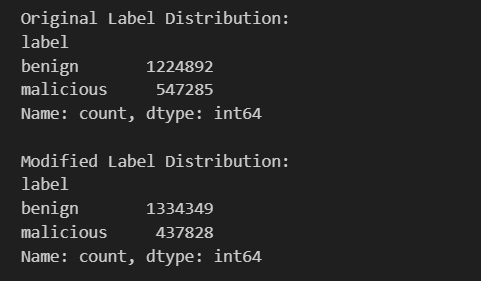 Original Label Distribution:
label
benign       1224892
malicious     547285
Name: count, dtype: int64

Modified Label Distribution:
label
benign       1334349
malicious     437828
Name: count, dtype: int64